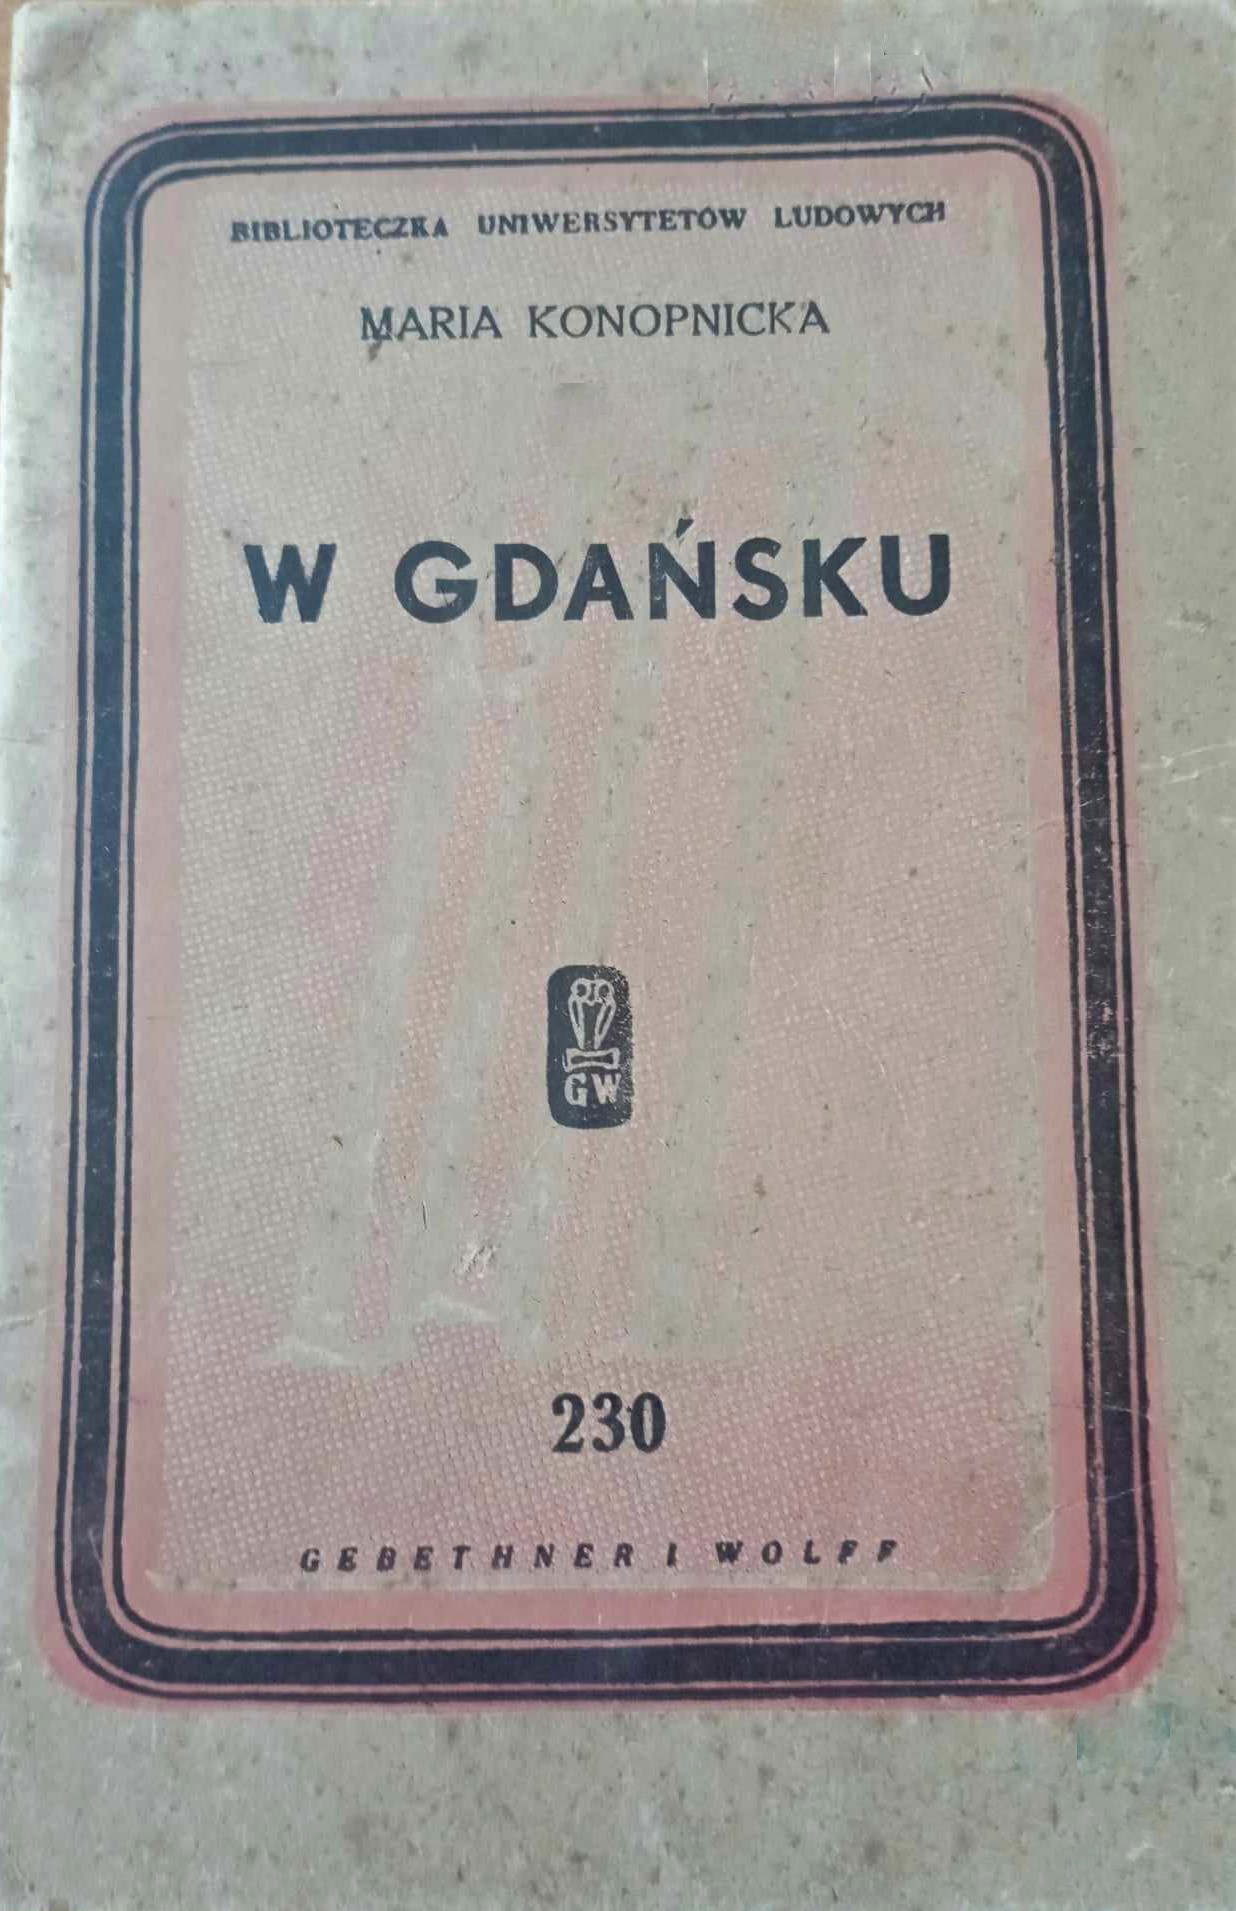 BIBLIOTECZKA UNIWERSYTETÓW LUDOWYCH
MARIA KONOPNICKA
W GDAŃSKU
GW
230
GEBETHNER I WOLFF